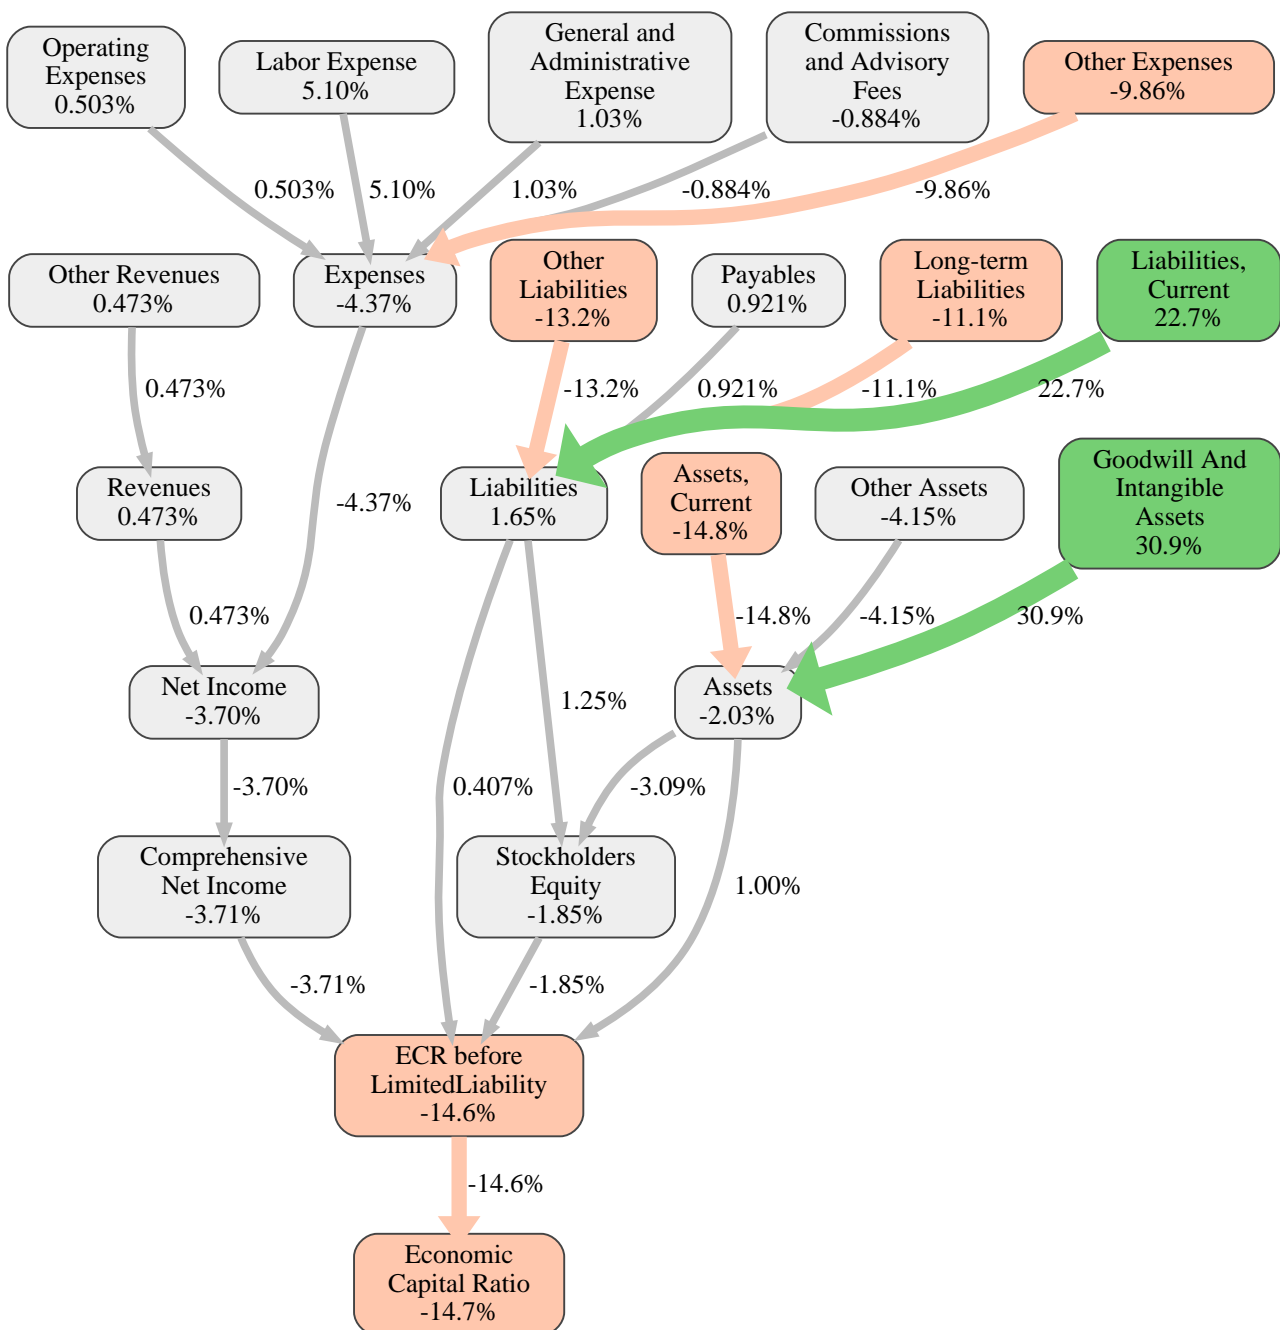 Operating
Expenses
0.503%
Labor Expense
5.10%
General and
Administrative
Expense
1.03%
Commissions
and Advisory
Fees
-0.884%
Other Expenses
-9.86%
0.503%
5.10%
1.03%
-0.884%
-9.86%
Other Revenues
0.473%
Expenses
-4.37%
Other
Liabilities
-13.2%
Payables
0.921%
Long-term
Liabilities
-11.1%
Liabilities,
Current
22.7%
0.473%
-13.2%
0.921%
-11.1%
22.7%
Revenues
0.473%
-4.37%
Liabilities
1.65%
Assets,
Current
-14.8%
Other Assets
-4.15%
Goodwill And
Intangible
Assets
30.9%
0.473%
-14.8%
-4.15%
30.9%
Net Income
-3.70%
1.25%
Assets
-2.03%
-3.70%
0.407%
-3.09%
Comprehensive
Net Income
-3.71%
Stockholders
Equity
-1.85%
1.00%
-3.71%
-1.85%
ECR before
LimitedLiability
-14.6%
-14.6%
Economic
Capital Ratio
-14.7%